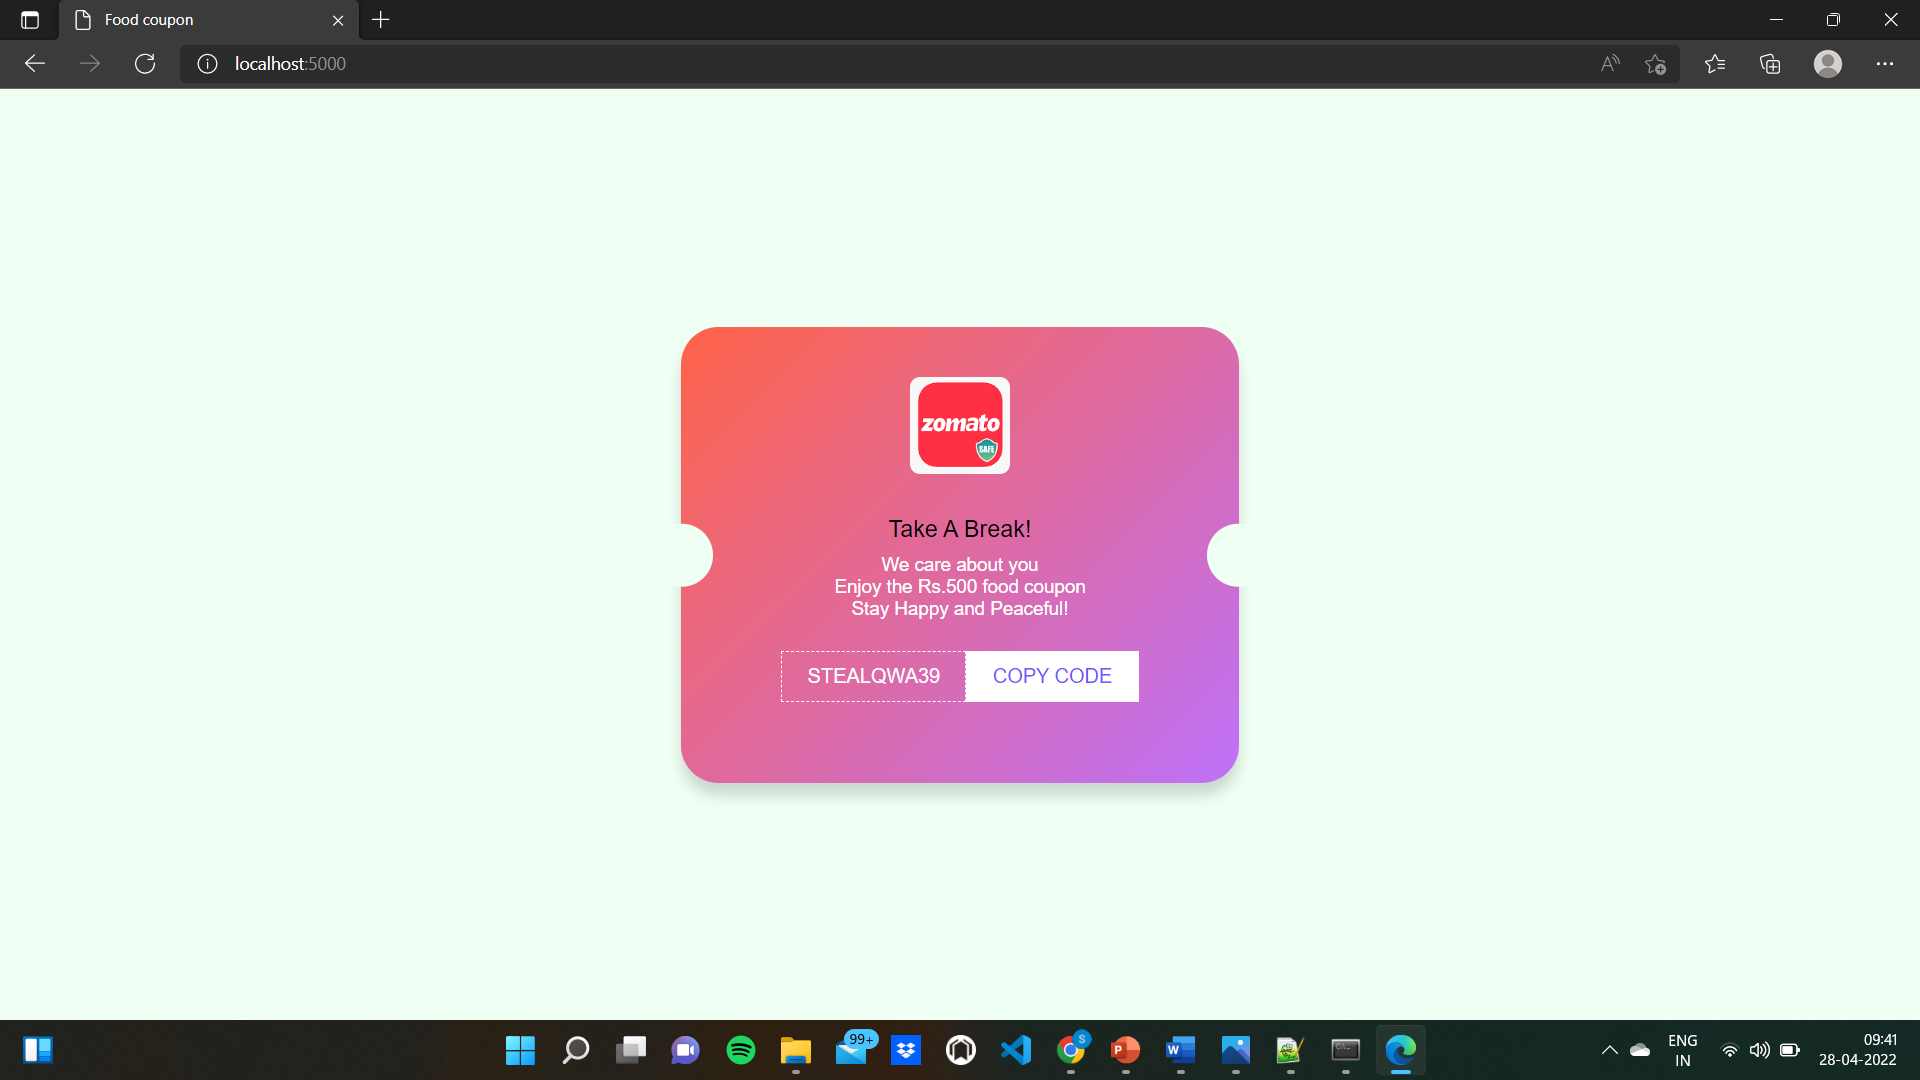 Food coupon
localhost:5000
zomato
SAFE
Take A Break!
We care about you
Enjoy the Rs.500 food coupon
Stay Happy and Peaceful!
STEALQWA39 COPY CODE
99+
S
P
W
ENG
IN
09:41
28-04-2022